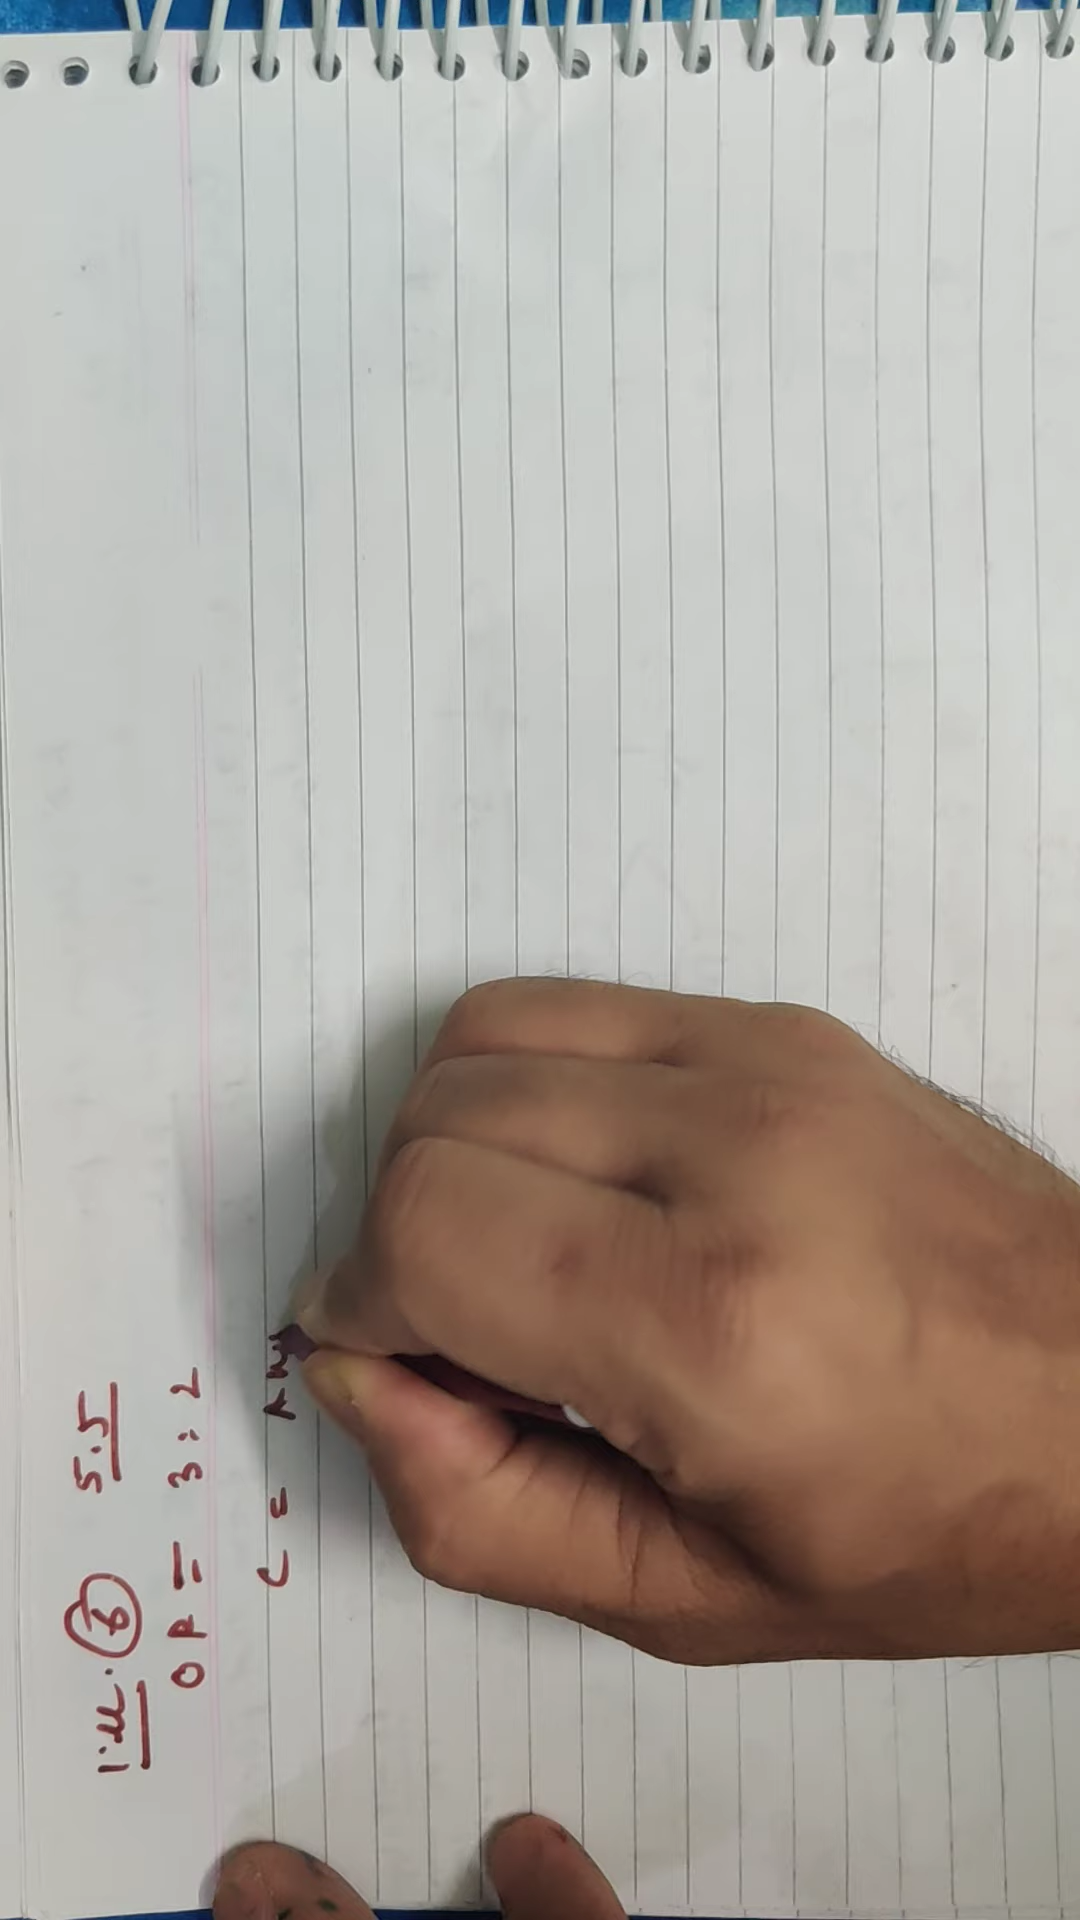 ill. 8 5.5
OR = 3:2
C =